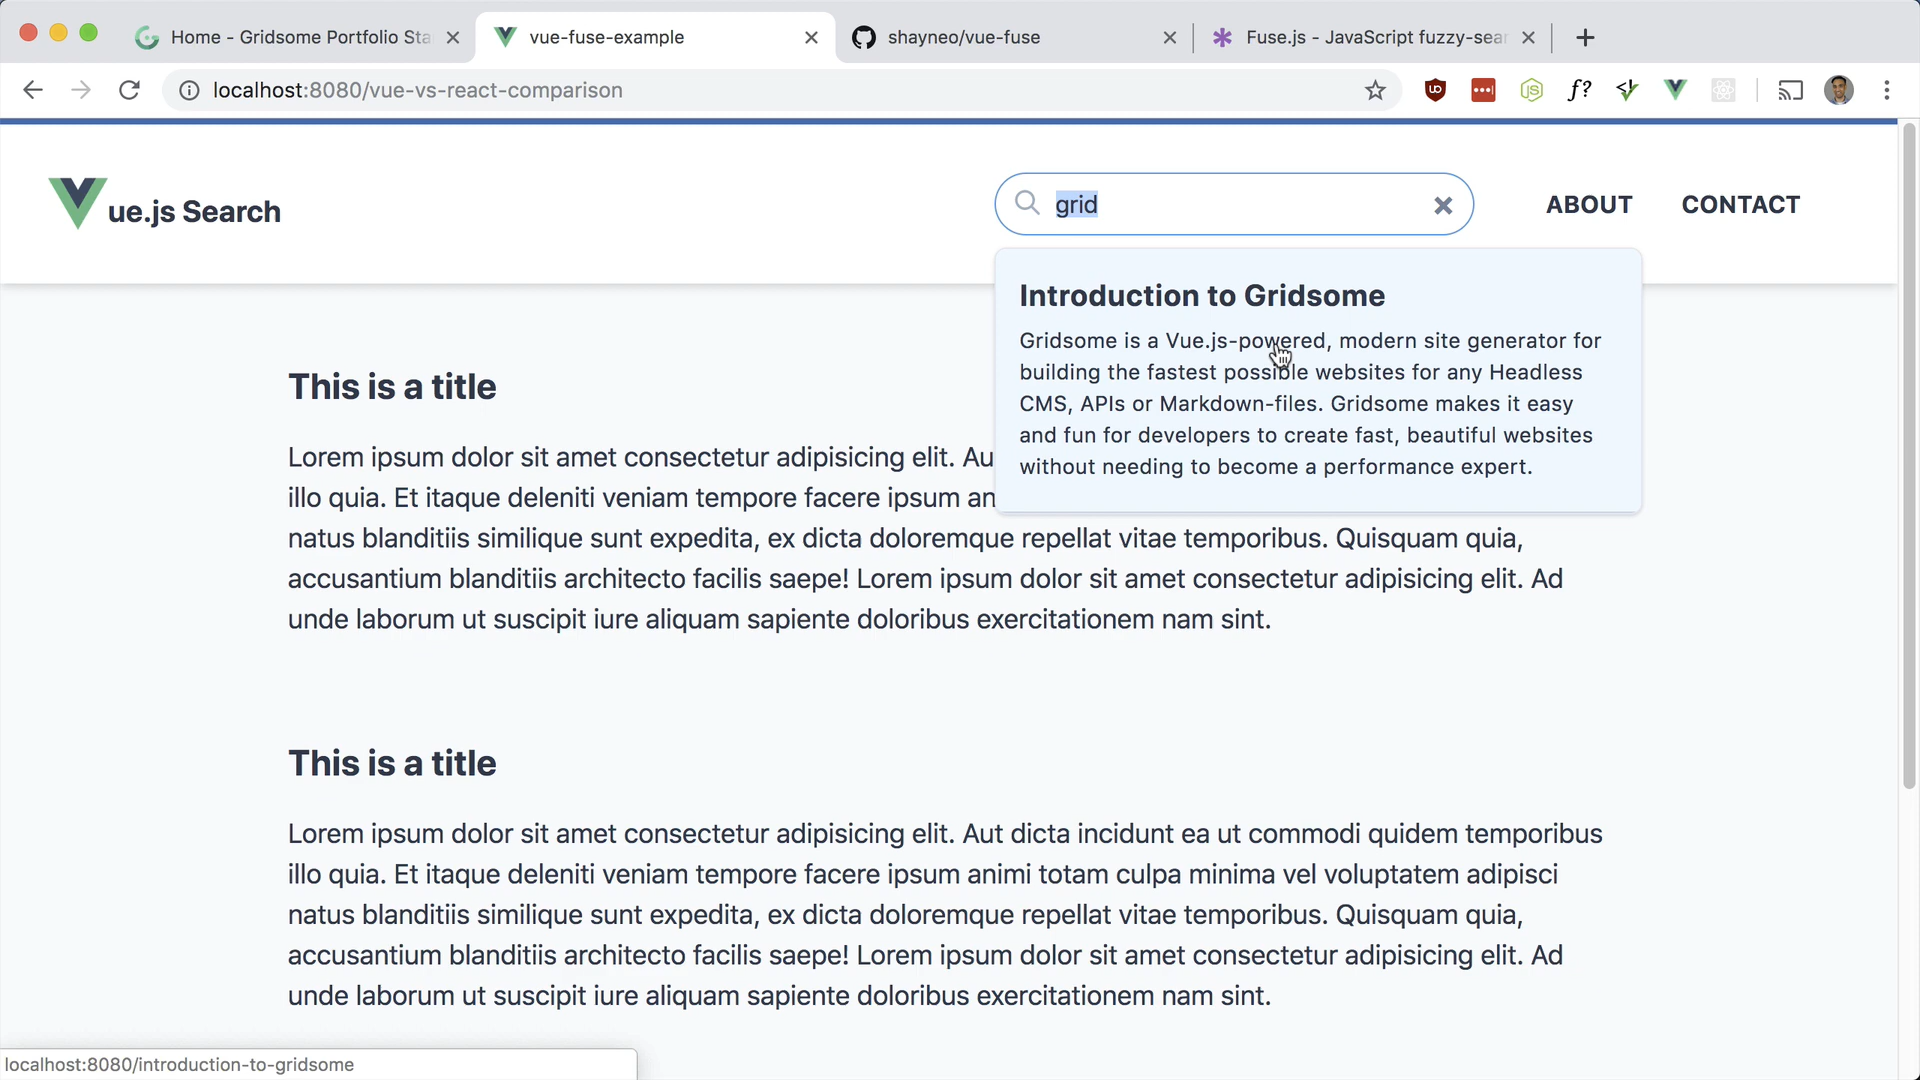 Home - Gridsome Portfolio Sta
vue-fuse-example
shayneo/vue-fuse
Fuse.js - JavaScript fuzzy-sear
localhost:8080/vue-vs-react-comparison
ue.js Search
grid
ABOUT
CONTACT
Introduction to Gridsome
Gridsome is a Vue.js-powered, modern site generator for
building the fastest possible websites for any Headless
CMS, APIs or Markdown-files. Gridsome makes it easy
and fun for developers to create fast, beautiful websites
without needing to become a performance expert.
This is a title
Lorem ipsum dolor sit amet consectetur adipisicing elit. Au
illo quia. Et itaque deleniti veniam tempore facere ipsum an
natus blanditiis similique sunt expedita, ex dicta doloremque repellat vitae temporibus. Quisquam quia,
accusantium blanditiis architecto facilis saepe! Lorem ipsum dolor sit amet consectetur adipisicing elit. Ad
unde laborum ut suscipit iure aliquam sapiente doloribus exercitationem nam sint.
This is a title
Lorem ipsum dolor sit amet consectetur adipisicing elit. Aut dicta incidunt ea ut commodi quidem temporibus
illo quia. Et itaque deleniti veniam tempore facere ipsum animi totam culpa minima vel voluptatem adipisci
natus blanditiis similique sunt expedita, ex dicta doloremque repellat vitae temporibus. Quisquam quia,
accusantium blanditiis architecto facilis saepe! Lorem ipsum dolor sit amet consectetur adipisicing elit. Ad
unde laborum ut suscipit iure aliquam sapiente doloribus exercitationem nam sint.
localhost:8080/introduction-to-gridsome